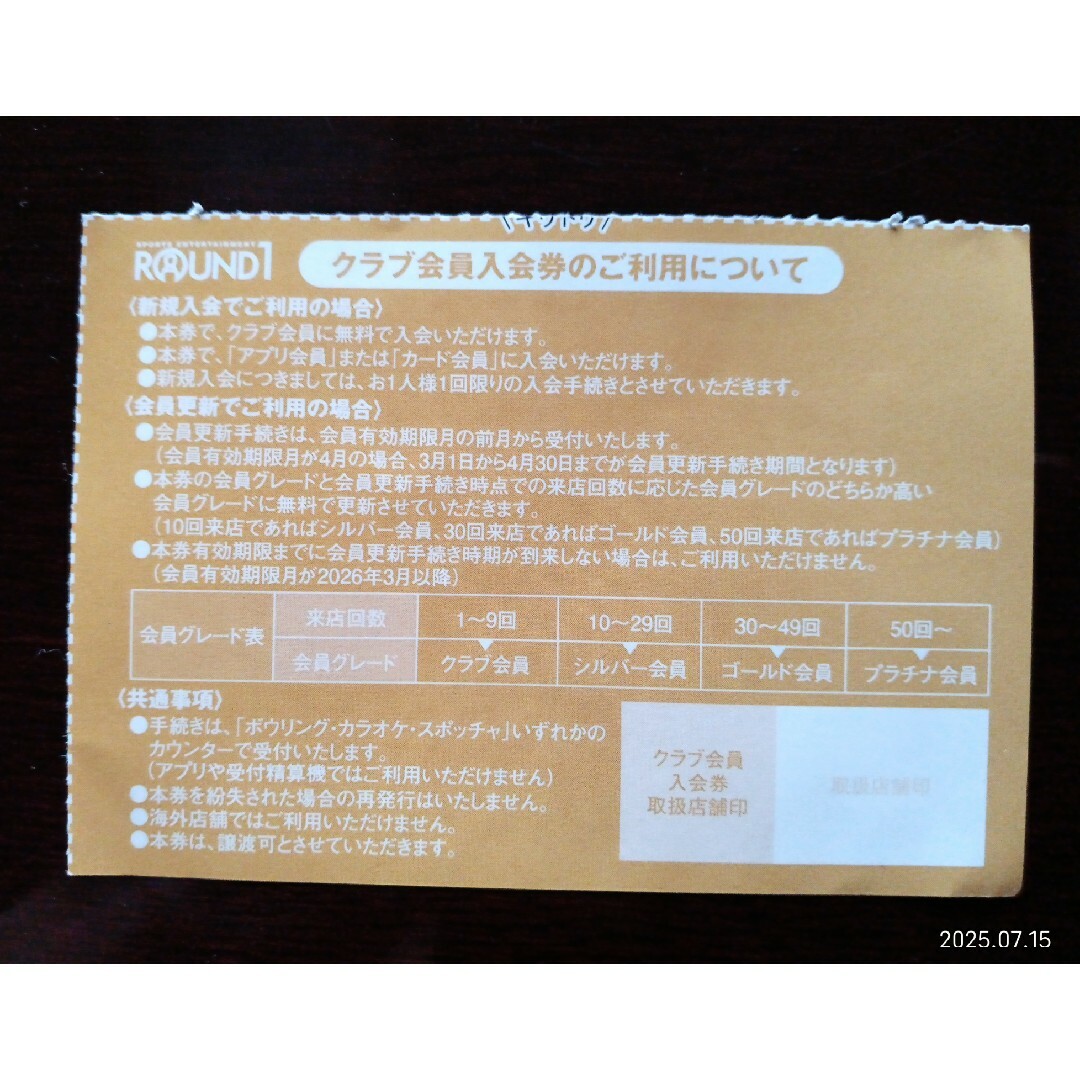 \キリトリ/
SPORTS ENTERTAINMENT
ROUND1
クラブ会員入会券のご利用について
〈新規入会でご利用の場合〉
●本券で、クラブ会員に無料で入会いただけます。
●本券で、「アプリ会員」または「カード会員」に入会いただけます。
●新規入会につきましては、お1人様1回限りの入会手続きとさせていただきます。
〈会員更新でご利用の場合〉
●会員更新手続きは、会員有効期限月の前月から受付いたします。
(会員有効期限月が4月の場合、3月1日から4月30日までが会員更新手続き期間となります)
●本券の会員グレードと会員更新手続き時点での来店回数に応じた会員グレードのどちらか高い
会員グレードに無料で更新させていただきます。
(10回来店であればシルバー会員、30回来店であればゴールド会員、50回来店であればプラチナ会員)
●本券有効期限までに会員更新手続き時期が到来しない場合は、ご利用いただけません。
(会員有効期限月が2026年3月以降)
会員グレード表
来店回数 1〜9回 10〜29回 30〜49回 50回〜
会員グレード クラブ会員 シルバー会員 ゴールド会員 プラチナ会員
〈共通事項〉
●手続きは、「ボウリング・カラオケ・スポッチャ」いずれかの
カウンターで受付いたします。
(アプリや受付精算機ではご利用いただけません)
●本券を紛失された場合の再発行はいたしません。
●海外店舗ではご利用いただけません。
●本券は、譲渡可とさせていただきます。
クラブ会員
入会券
取扱店舗印
取扱店舗印
2025.07.15